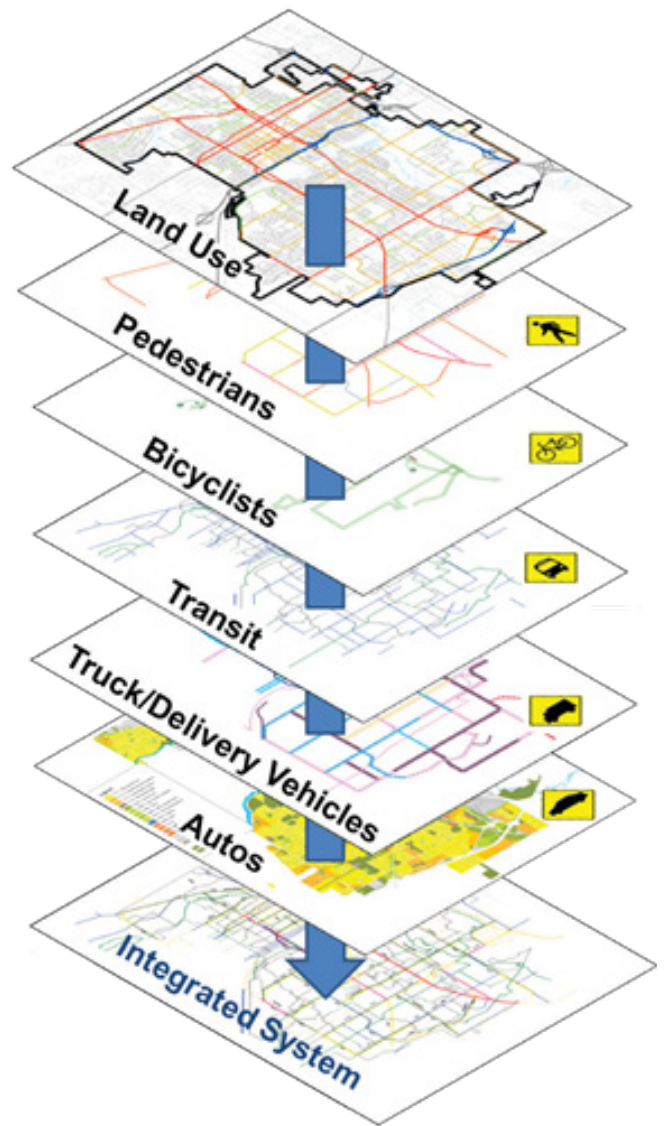 Land Use
Pedestrians
Bicyclists
Transit
Truck/Delivery Vehicles
Autos
Integrated System